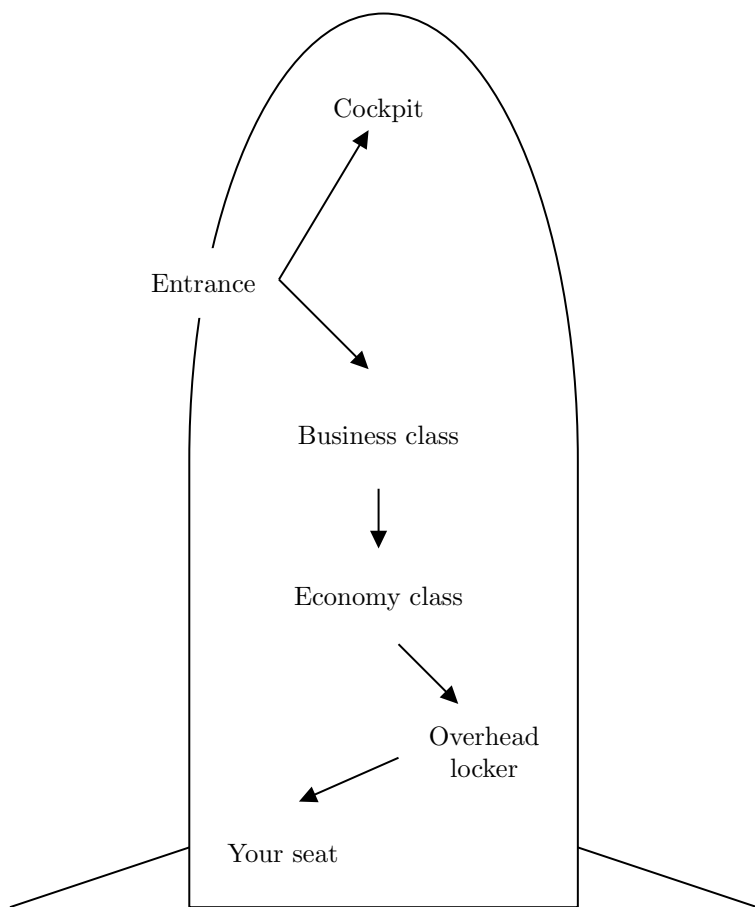 Cockpit
Entrance
Business class
Economy class
Overhead
locker
Your seat